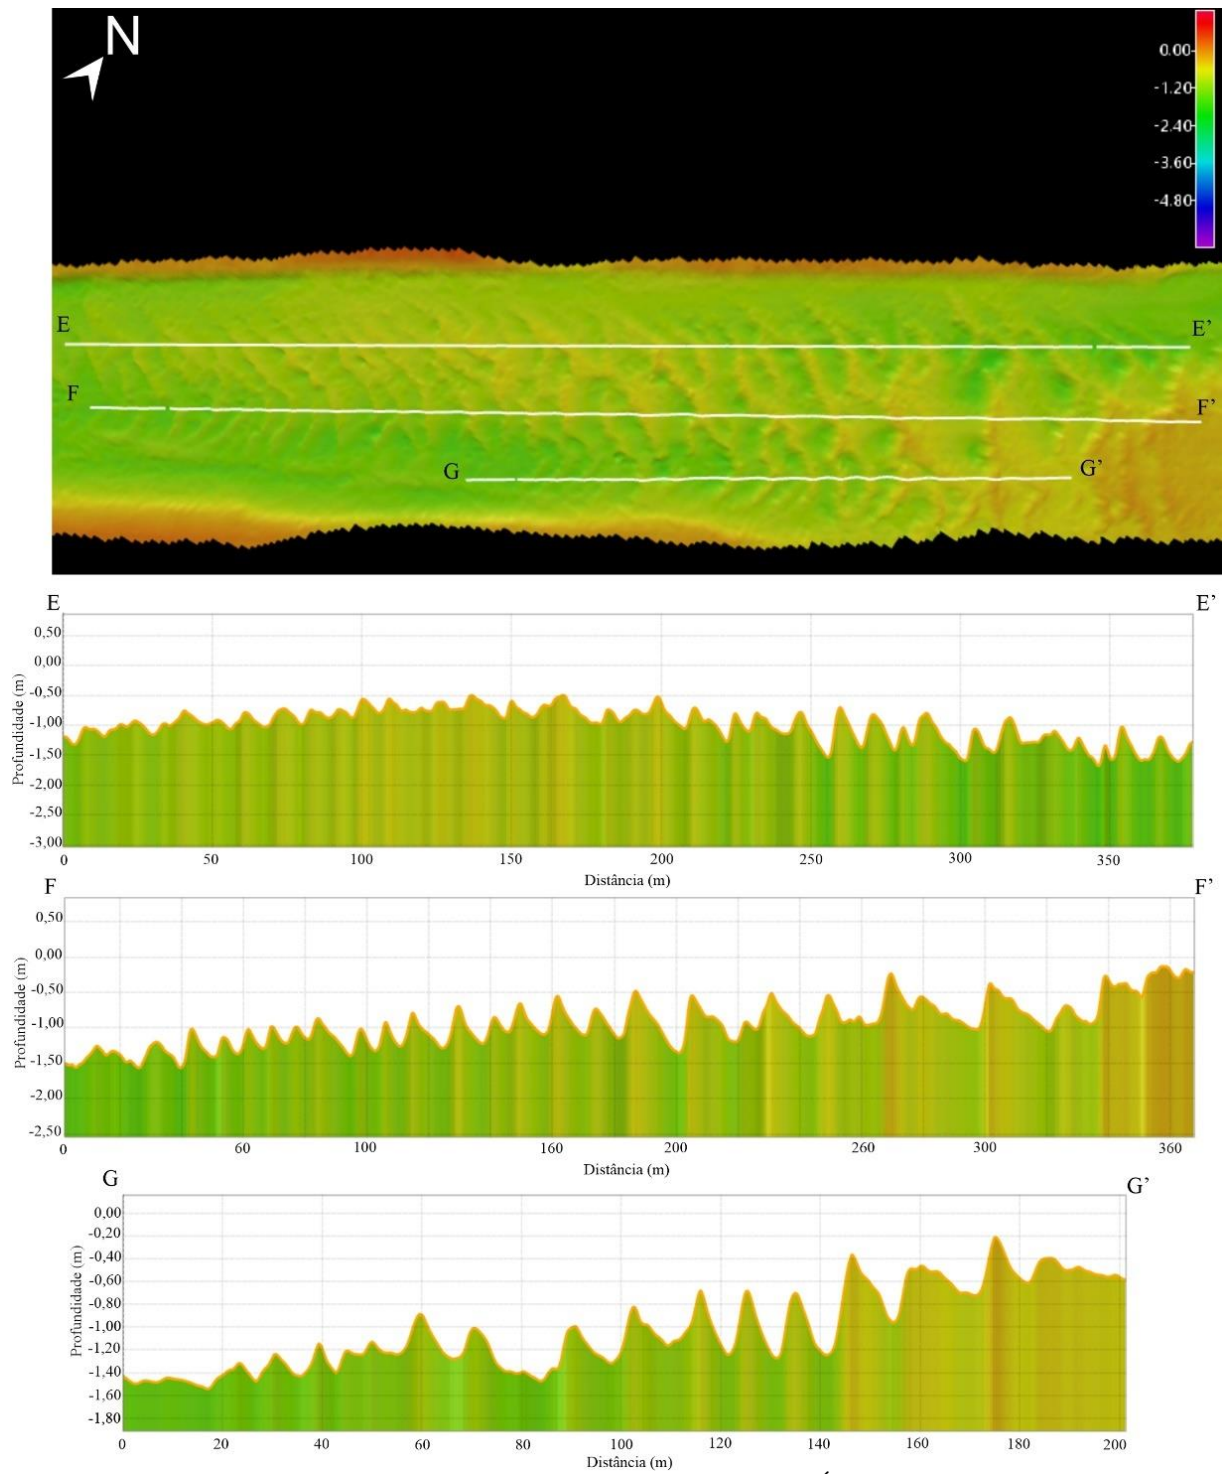 N
0.00
-1.20
-2.40
-3.60
-4.80
E E'
F F'
G G'
E E'
0,50
0,00
-0,50
-1,00
-1,50
-2,00
-2,50
-3,00
Profundidade (m)
0 50 100 150 200 250 300 350
Distância (m)
F F'
0,50
0,00
-0,50
-1,00
-1,50
-2,00
-2,50
Profundidade (m)
0 60 100 160 200 260 300 360
Distância (m)
G G'
0,00
-0,20
-0,40
-0,60
-0,80
-1,00
-1,20
-1,40
-1,60
-1,80
Profundidade (m)
0 20 40 60 80 100 120 140 160 180 200
Distância (m)